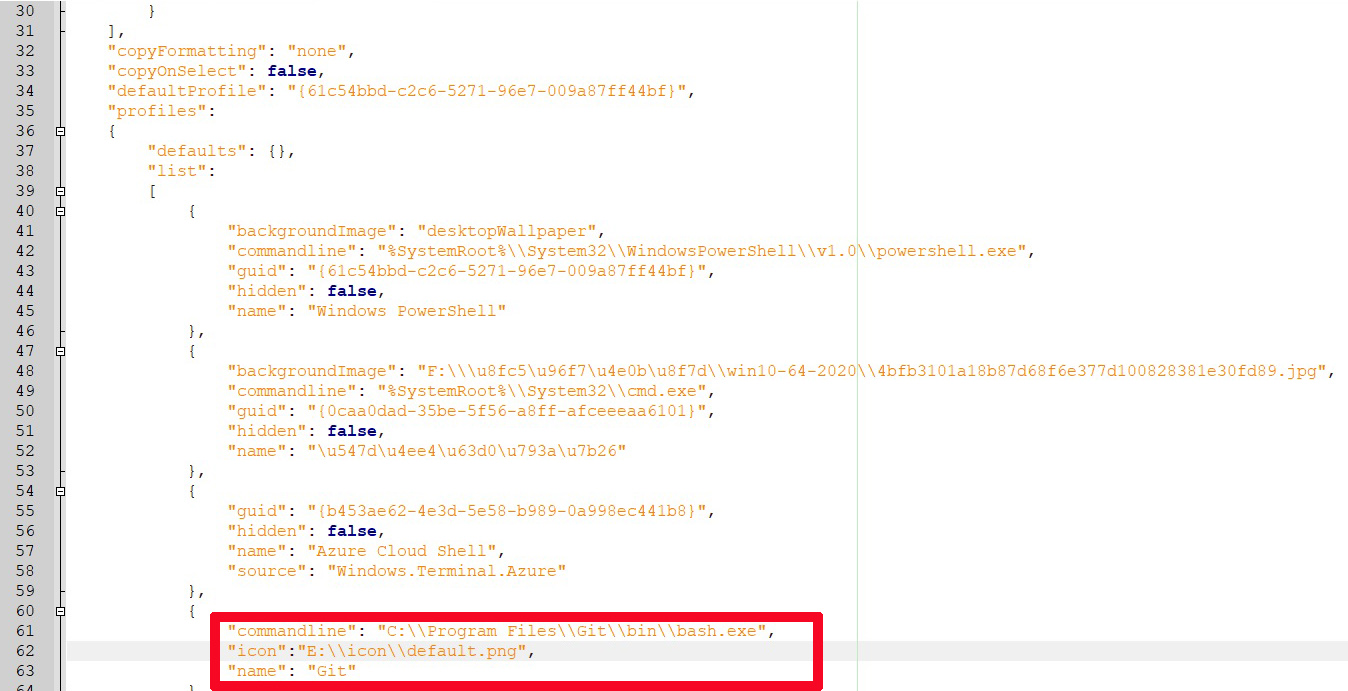 30 }
31 ],
32 "copyFormatting": "none",
33 "copyOnSelect": false,
34 "defaultProfile": "{61c54bbd-c2c6-5271-96e7-009a87ff44bf}",
35 "profiles":
36 {
37 "defaults": {},
38 "list":
39 [
40 {
41 "backgroundImage": "desktopWallpaper",
42 "commandline": "%SystemRoot%\\System32\\WindowsPowerShell\\v1.0\\powershell.exe",
43 "guid": "{61c54bbd-c2c6-5271-96e7-009a87ff44bf}",
44 "hidden": false,
45 "name": "Windows PowerShell"
46 },
47 {
48 "backgroundImage": "F:\\\u8fc5\u96f7\u4e0b\u8f7d\\win10-64-2020\\4bfb3101a18b87d68f6e377d100828381e30fd89.jpg",
49 "commandline": "%SystemRoot%\\System32\\cmd.exe",
50 "guid": "{0caa0dad-35be-5f56-a8ff-afceeeaa6101}",
51 "hidden": false,
52 "name": "\u547d\u4ee4\u63d0\u793a\u7b26"
53 },
54 {
55 "guid": "{b453ae62-4e3d-5e58-b989-0a998ec441b8}",
56 "hidden": false,
57 "name": "Azure Cloud Shell",
58 "source": "Windows.Terminal.Azure"
59 },
60 {
61 "commandline": "C:\\Program Files\\Git\\bin\\bash.exe",
62 "icon":"E:\\icon\\default.png",
63 "name": "Git"
64 }